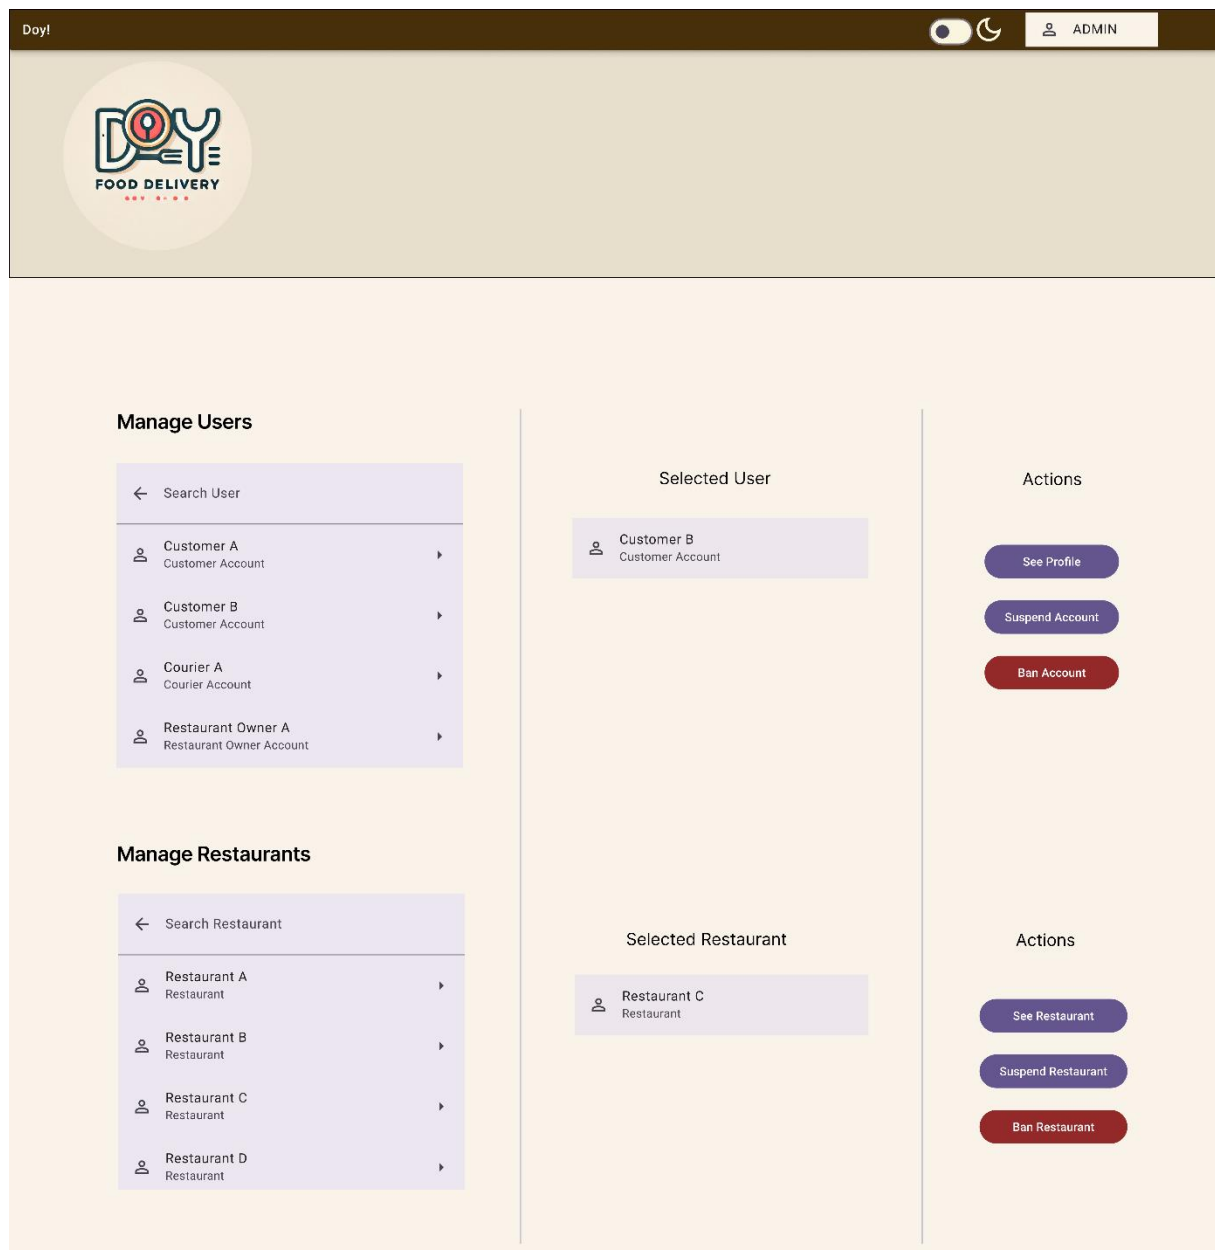 Doy!
ADMIN
DOY
FOOD DELIVERY
Manage Users
Search User
Customer A
Customer Account
Customer B
Customer Account
Courier A
Courier Account
Restaurant Owner A
Restaurant Owner Account
Selected User
Customer B
Customer Account
Actions
See Profile
Suspend Account
Ban Account
Manage Restaurants
Search Restaurant
Restaurant A
Restaurant
Restaurant B
Restaurant
Restaurant C
Restaurant
Restaurant D
Restaurant
Selected Restaurant
Restaurant C
Restaurant
Actions
See Restaurant
Suspend Restaurant
Ban Restaurant